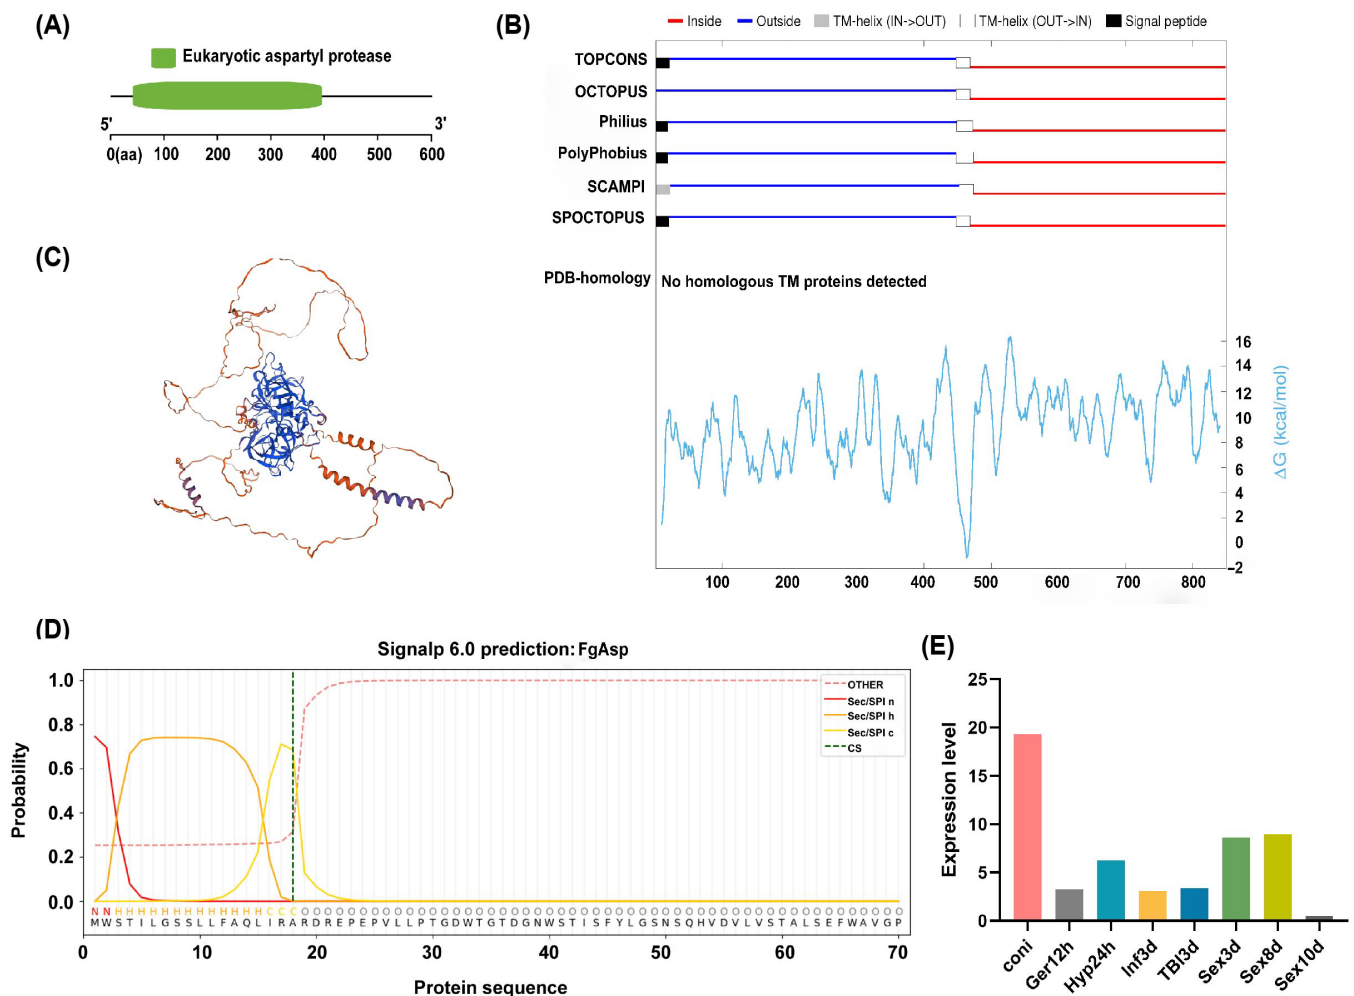 (A)
Eukaryotic aspartyl protease
5'
3'
0(aa) 100 200 300 400 500 600
(B)
Inside Outside TM-helix (IN->OUT) TM-helix (OUT->IN) Signal peptide
TOPCONS
OCTOPUS
Philius
PolyPhobius
SCAMPI
SPOCTOPUS
PDB-homology No homologous TM proteins detected
16
14
12
10
8
6
4
2
0
−2
ΔG (kcal/mol)
100 200 300 400 500 600 700 800
(C)
(D)
Signalp 6.0 prediction: FgAsp
1.0
0.8
0.6
0.4
0.2
0.0
Probability
OTHER
Sec/SPI n
Sec/SPI h
Sec/SPI c
CS
NNHHHHHHHHHHHHHHCCCOOOOOOOOOOOOOOOOOOOOOOOOOOOOOOOOOOOOOOOOOOOOOOOOOOO
MWSTILGSSLLFAQLIRARDREPEPVLLPTGDWTGTDGNWSTISFYLGSNSQHVDVLVSTALSEFWAVGP
0 10 20 30 40 50 60 70
Protein sequence
(E)
25
20
15
10
5
0
Expression level
coni
Ger12h
Hyp24h
Inf3d
TBI3d
Sex3d
Sex8d
Sex10d